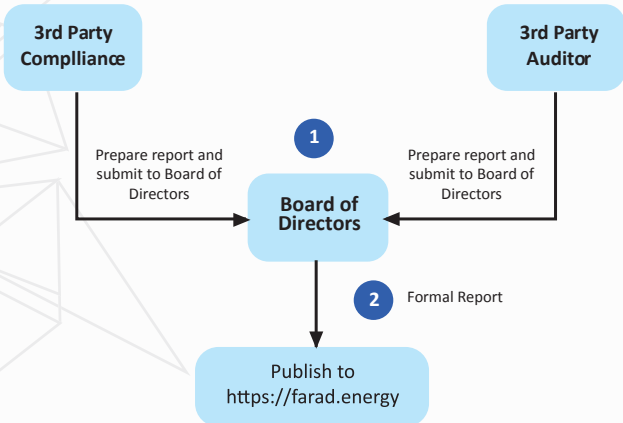 3rd Party
Complliance
3rd Party
Auditor
1
Prepare report and
submit to Board of
Directors
Prepare report and
submit to Board of
Directors
Board of
Directors
2
Formal Report
Publish to
https://farad.energy